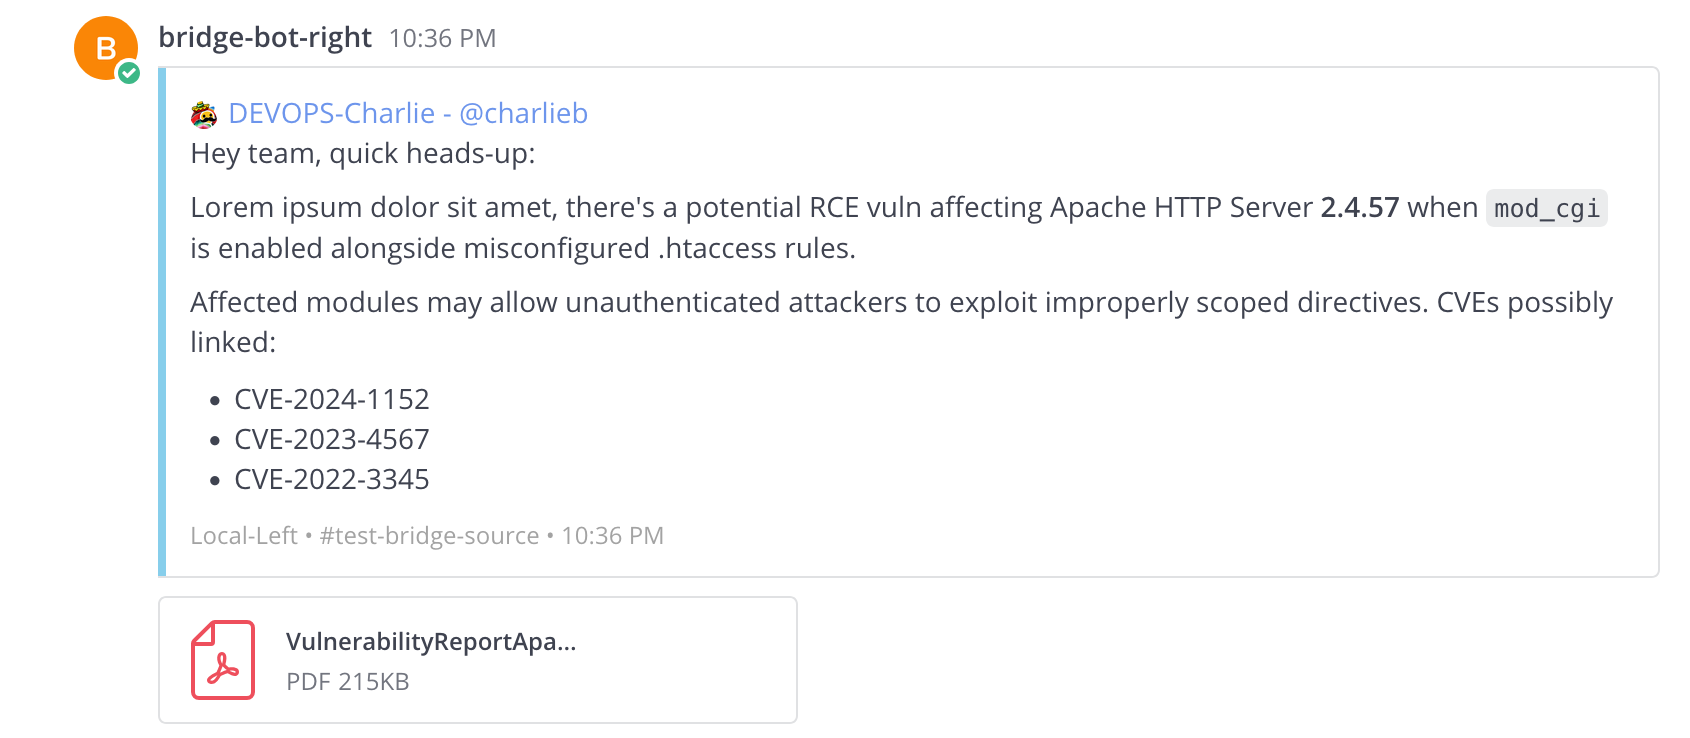 B
bridge-bot-right 10:36 PM
DEVOPS-Charlie - @charlieb
Hey team, quick heads-up:
Lorem ipsum dolor sit amet, there's a potential RCE vuln affecting Apache HTTP Server 2.4.57 when mod_cgi
is enabled alongside misconfigured .htaccess rules.
Affected modules may allow unauthenticated attackers to exploit improperly scoped directives. CVEs possibly
linked:
• CVE-2024-1152
• CVE-2023-4567
• CVE-2022-3345
Local-Left • #test-bridge-source • 10:36 PM
VulnerabilityReportApa...
PDF 215KB